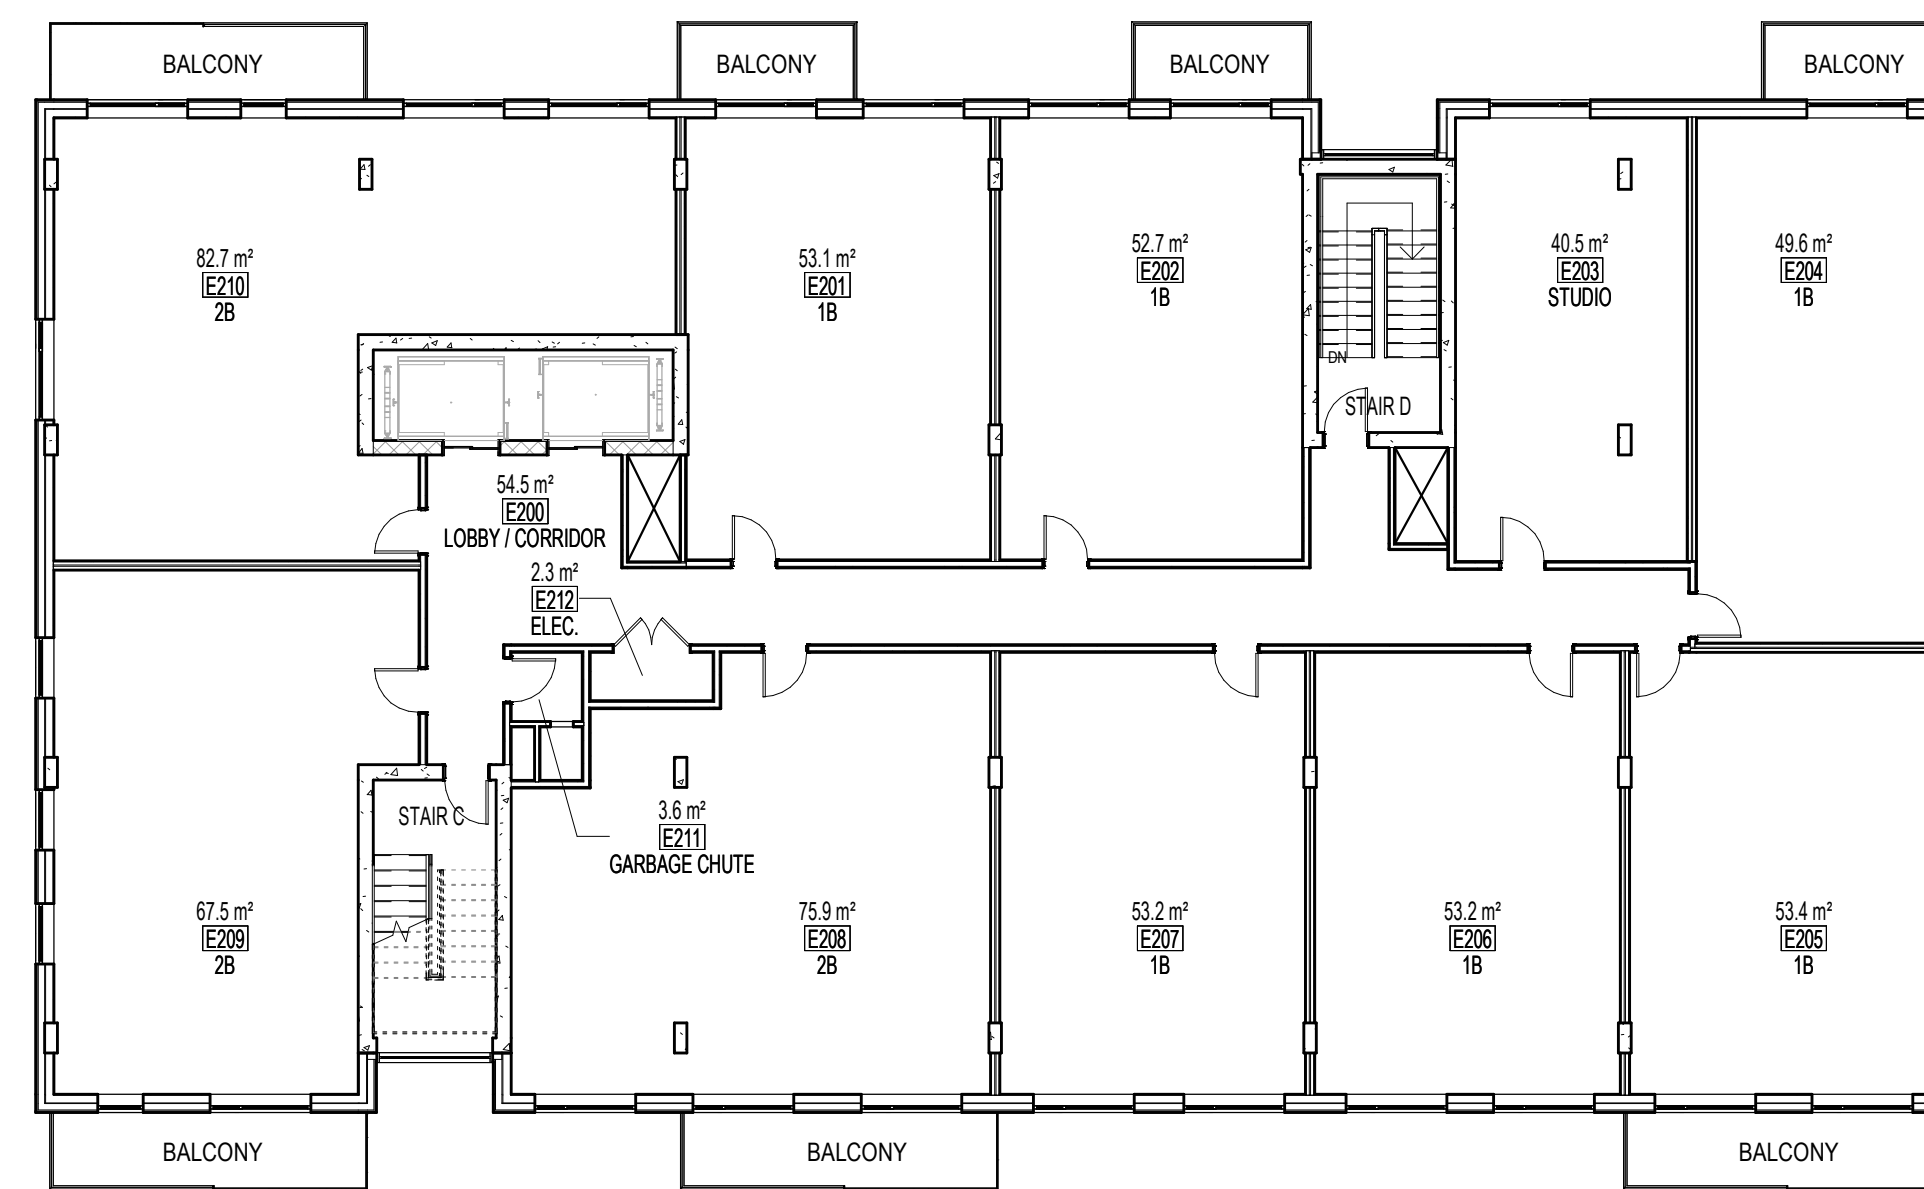 BALCONY
BALCONY
BALCONY
BALCONY
82.7 m²
E210
2B
53.1 m²
E201
1B
52.7 m²
E202
1B
40.5 m²
E203
STUDIO
49.6 m²
E204
1B
DN
STAIR D
54.5 m²
E200
LOBBY / CORRIDOR
2.3 m²
E212
ELEC.
STAIR C
3.6 m²
E211
GARBAGE CHUTE
67.5 m²
E209
2B
75.9 m²
E208
2B
53.2 m²
E207
1B
53.2 m²
E206
1B
53.4 m²
E205
1B
BALCONY
BALCONY
BALCONY